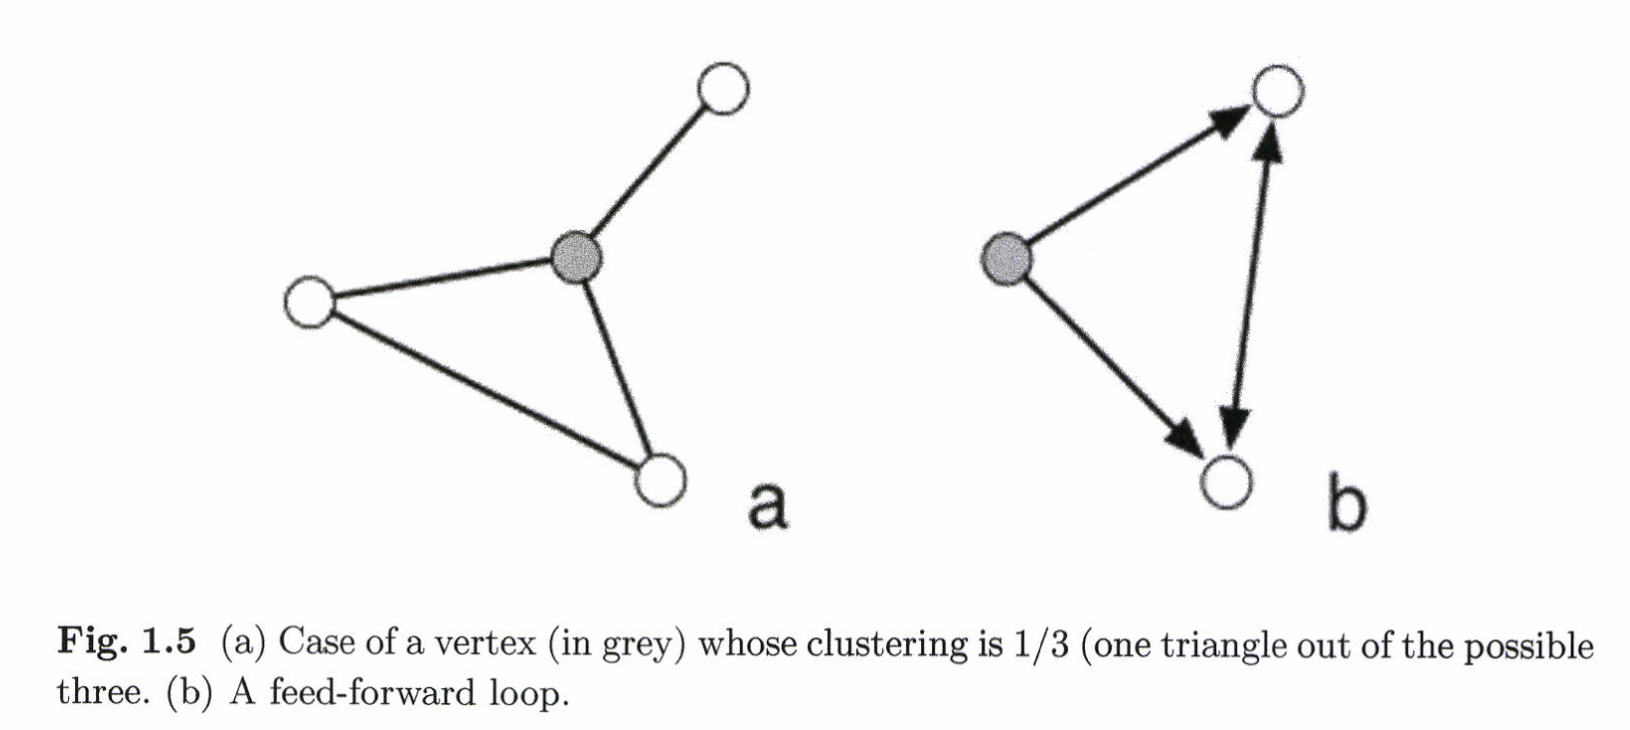 a
b
Fig. 1.5 (a) Case of a vertex (in grey) whose clustering is 1/3 (one triangle out of the possible
three. (b) A feed-forward loop.